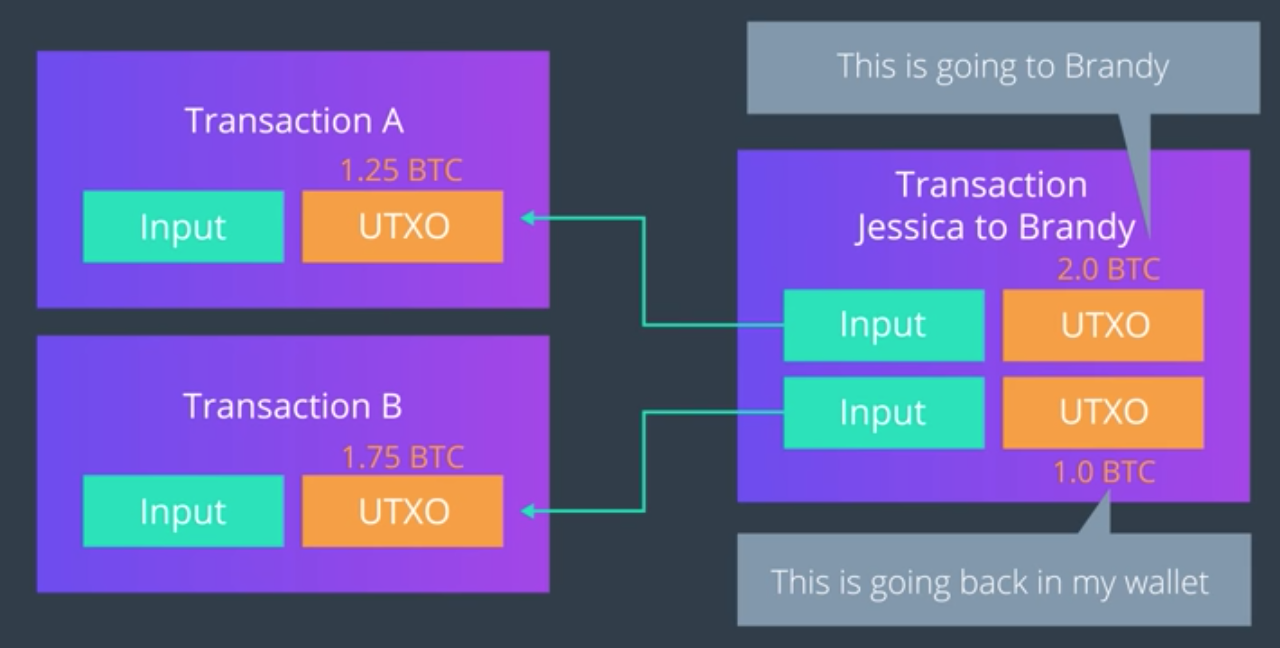 Transaction A
1.25 BTC
Input
UTXO
Transaction B
1.75 BTC
Input
UTXO
This is going to Brandy
Transaction
Jessica to Brandy
2.0 BTC
Input
UTXO
Input
UTXO
1.0 BTC
This is going back in my wallet